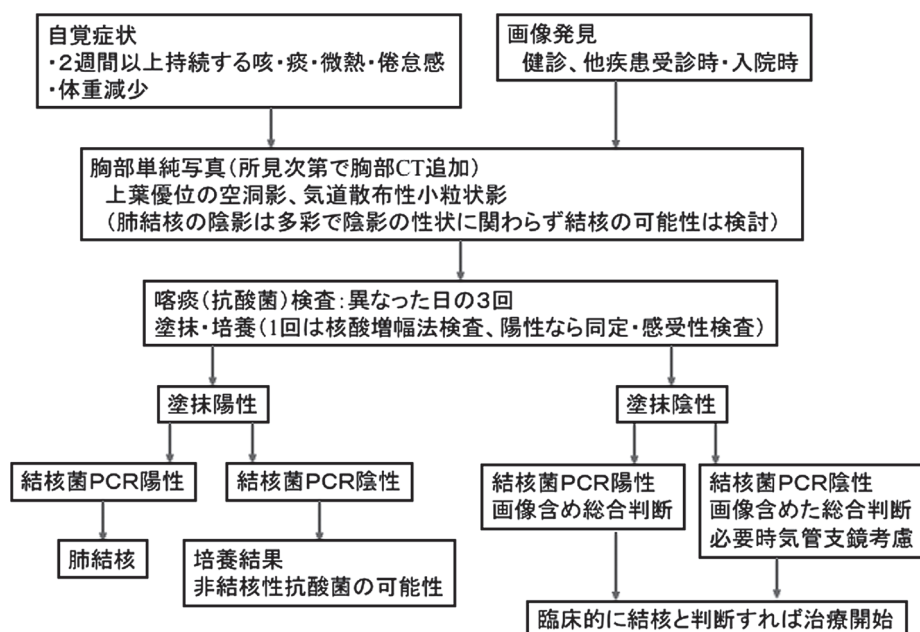 自覚症状
・2週間以上持続する咳・痰・微熱・倦怠感
・体重減少
画像発見
健診、他疾患受診時・入院時
胸部単純写真(所見次第で胸部CT追加)
上葉優位の空洞影、気道散布性小粒状影
(肺結核の陰影は多彩で陰影の性状に関わらず結核の可能性は検討)
喀痰(抗酸菌)検査:異なった日の3回
塗抹・培養(1回は核酸増幅法検査、陽性なら同定・感受性検査)
塗抹陽性
塗抹陰性
結核菌PCR陽性
結核菌PCR陰性
結核菌PCR陽性
画像含め総合判断
結核菌PCR陰性
画像含めた総合判断
必要時気管支鏡考慮
肺結核
培養結果
非結核性抗酸菌の可能性
臨床的に結核と判断すれば治療開始